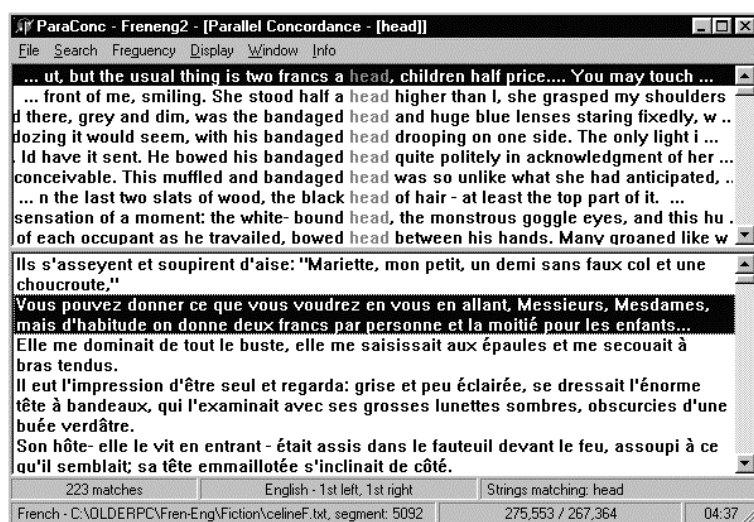 ParaConc - Freneng2 - [Parallel Concordance - [head]]
File Search Frequency Display Window Info
... ut, but the usual thing is two francs a head, children half price.... You may touch ...
... front of me, smiling. She stood half a head higher than I, she grasped my shoulders
d there, grey and dim, was the bandaged head and huge blue lenses staring fixedly, w ..
dozing it would seem, with his bandaged head drooping on one side. The only light i ...
. ld have it sent. He bowed his bandaged head quite politely in acknowledgment of her ...
conceivable. This muffled and bandaged head was so unlike what she had anticipated, ..
... n the last two slats of wood, the black head of hair - at least the top part of it. ...
sensation of a moment: the white- bound head, the monstrous goggle eyes, and this hu .
of each occupant as he travailed, bowed head between his hands. Many groaned like w
Ils s'asseyent et soupirent d'aise: "Mariette, mon petit, un demi sans faux col et une
choucroute,"
Vous pouvez donner ce que vous voudrez en vous en allant, Messieurs, Mesdames,
mais d'habitude on donne deux francs par personne et la moitié pour les enfants...
Elle me dominait de tout le buste, elle me saisissait aux épaules et me secouait à
bras tendus.
Il eut l'impression d'être seul et regarda: grise et peu éclairée, se dressait l'énorme
tête à bandeaux, qui l'examinait avec ses grosses lunettes sombres, obscurcies d'une
buée verdâtre.
Son hôte- elle le vit en entrant - était assis dans le fauteuil devant le feu, assoupi à ce
qu'il semblait; sa tête emmaillotée s'inclinait de côté.
223 matches English - 1st left, 1st right Strings matching: head
French - C:\OLDERPC\Fren-Eng\Fiction\celineF.txt, segment: 5092 275,553 / 267,364 04:37